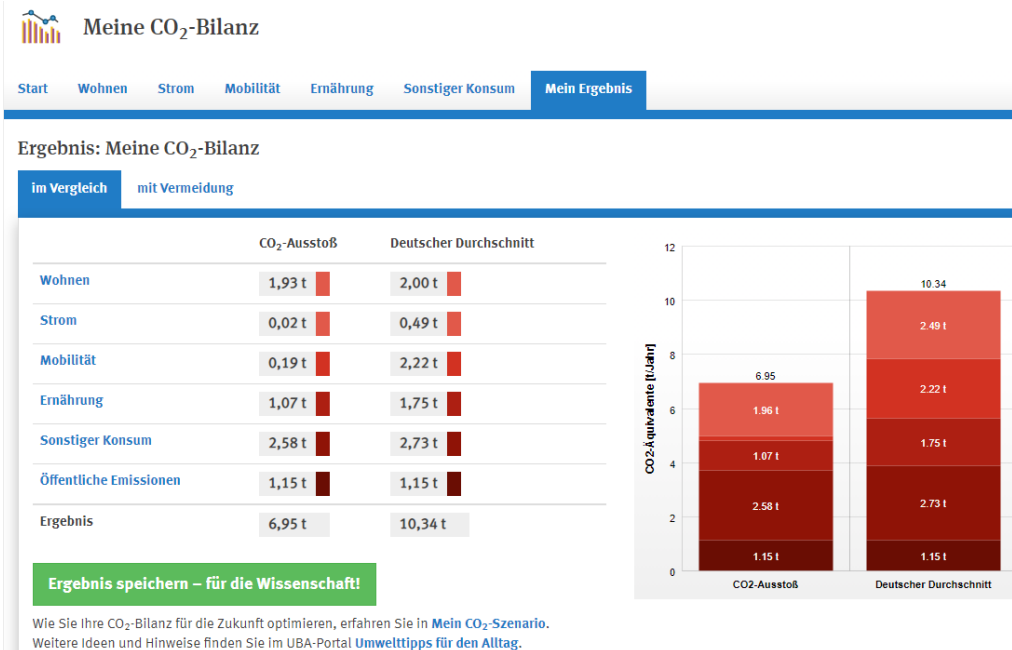 Meine CO₂-Bilanz
Start Wohnen Strom Mobilität Ernährung Sonstiger Konsum Mein Ergebnis
Ergebnis: Meine CO₂-Bilanz
im Vergleich mit Vermeidung
CO₂-Ausstoß Deutscher Durchschnitt
Wohnen 1,93 t 2,00 t
Strom 0,02 t 0,49 t
Mobilität 0,19 t 2,22 t
Ernährung 1,07 t 1,75 t
Sonstiger Konsum 2,58 t 2,73 t
Öffentliche Emissionen 1,15 t 1,15 t
Ergebnis 6,95 t 10,34 t
Ergebnis speichern – für die Wissenschaft!
Wie Sie Ihre CO₂-Bilanz für die Zukunft optimieren, erfahren Sie in Mein CO₂-Szenario.
Weitere Ideen und Hinweise finden Sie im UBA-Portal Umwelttipps für den Alltag.
CO2-Äquivalente [t/Jahr]
12
10
8
6
4
2
0
6.95
1.96 t
1.07 t
2.58 t
1.15 t
10.34
2.49 t
2.22 t
1.75 t
2.73 t
1.15 t
CO2-Ausstoß Deutscher Durchschnitt